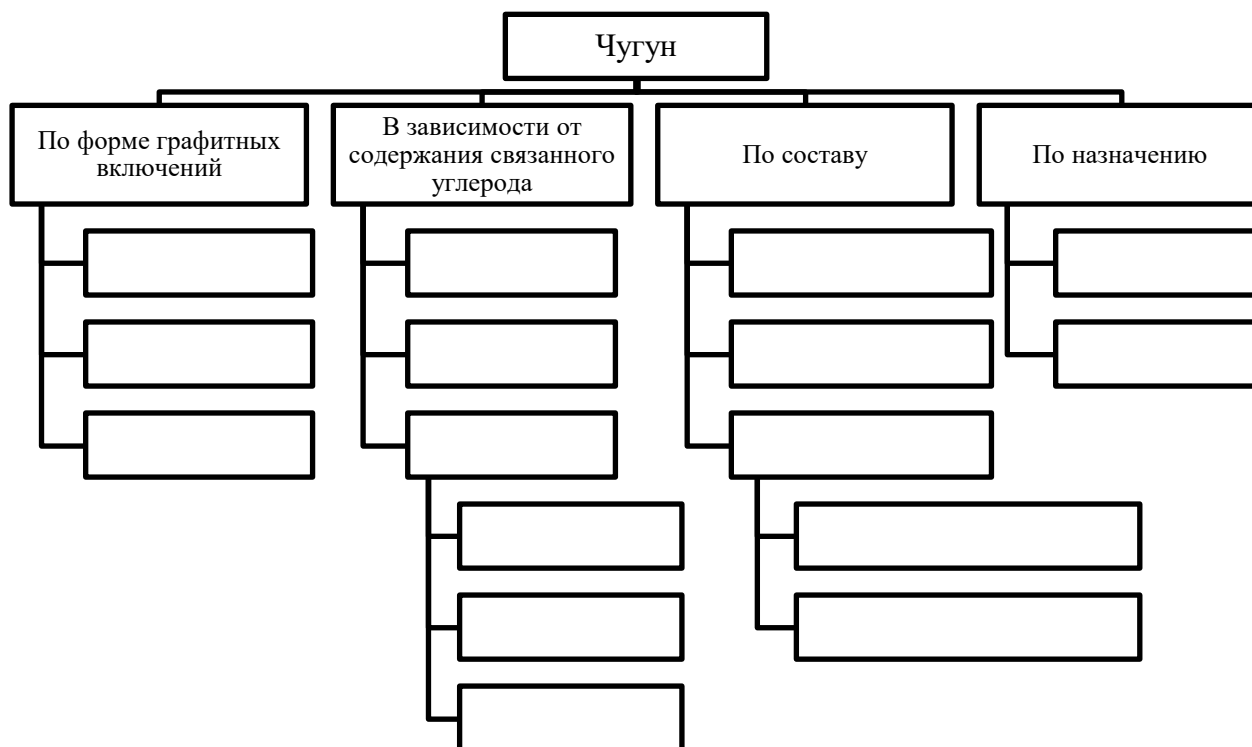 Чугун
По форме графитных
включений
В зависимости от
содержания связанного
углерода
По составу
По назначению